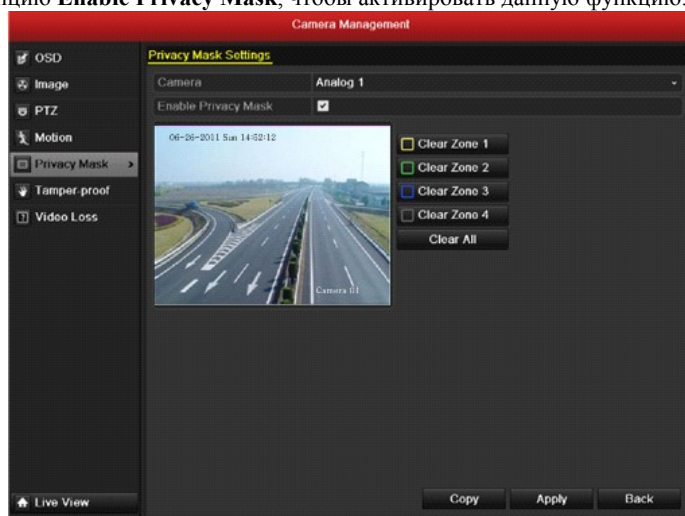 цию Enable Privacy Mask, чтобы активировать данную функцию.
Camera Management
OSD
Image
PTZ
Motion
Privacy Mask
Tamper-proof
Video Loss
Live View
Privacy Mask Settings
Camera Analog 1
Enable Privacy Mask
06-26-2011 Sun 14:52:12
Camera 01
Clear Zone 1
Clear Zone 2
Clear Zone 3
Clear Zone 4
Clear All
Copy Apply Back